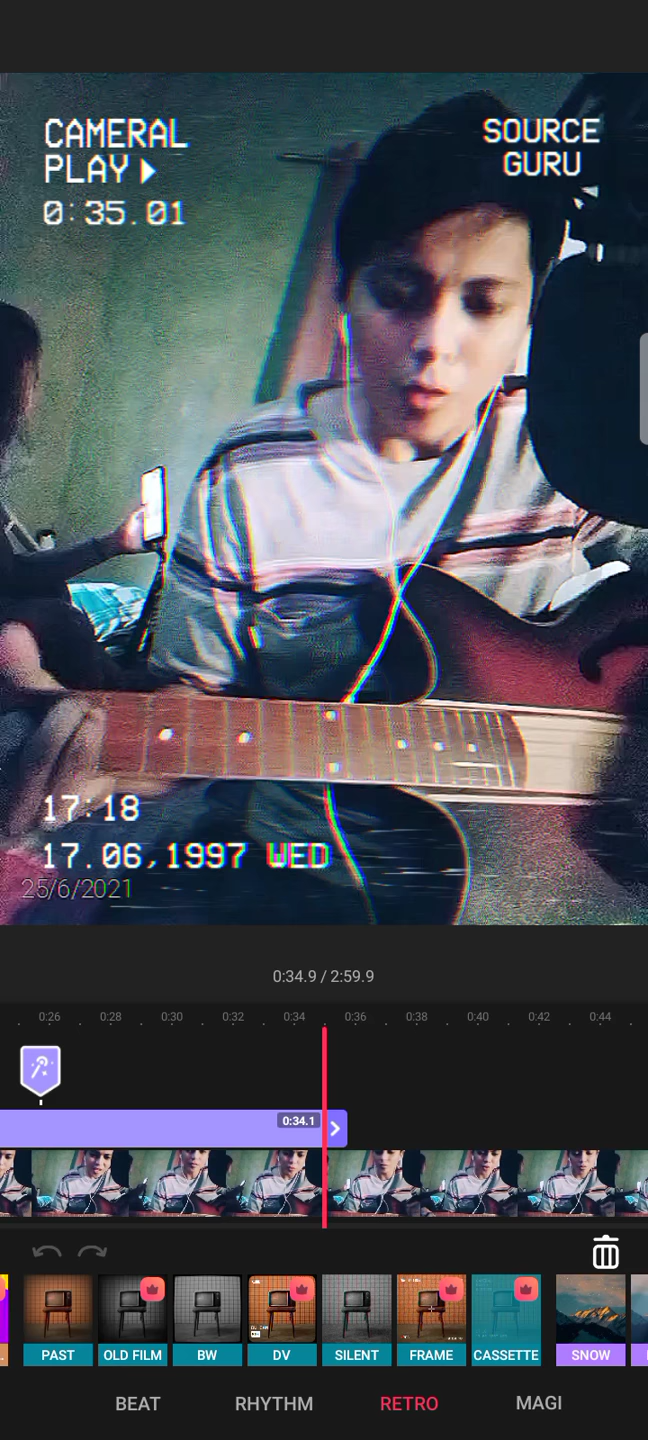 CAMERAL
PLAY
0:35.01
SOURCE
GURU
17:18
17.06,1997 WED
25/6/2021
0:34.9 / 2:59.9
0:26 0:28 0:30 0:32 0:34 0:36 0:38 0:40 0:42 0:44
0:34.1
PAST OLD FILM BW DV SILENT FRAME CASSETTE SNOW
BEAT RHYTHM RETRO MAGI